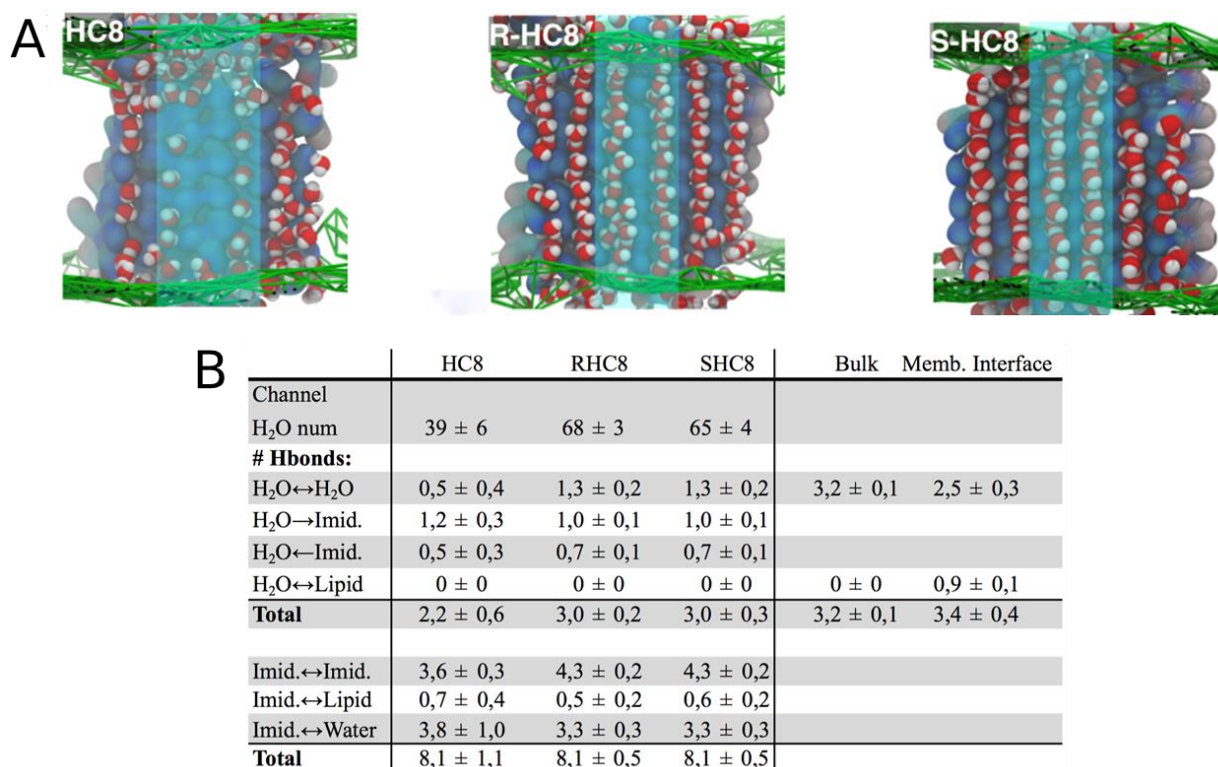 A
HC8
R-HC8
S-HC8
B
HC8 RHC8 SHC8 Bulk Memb. Interface
Channel
H₂O num 39 ± 6 68 ± 3 65 ± 4
# Hbonds:
H₂O↔H₂O 0,5 ± 0,4 1,3 ± 0,2 1,3 ± 0,2 3,2 ± 0,1 2,5 ± 0,3
H₂O→Imid. 1,2 ± 0,3 1,0 ± 0,1 1,0 ± 0,1
H₂O←Imid. 0,5 ± 0,3 0,7 ± 0,1 0,7 ± 0,1
H₂O↔Lipid 0 ± 0 0 ± 0 0 ± 0 0 ± 0 0,9 ± 0,1
Total 2,2 ± 0,6 3,0 ± 0,2 3,0 ± 0,3 3,2 ± 0,1 3,4 ± 0,4
Imid.↔Imid. 3,6 ± 0,3 4,3 ± 0,2 4,3 ± 0,2
Imid.↔Lipid 0,7 ± 0,4 0,5 ± 0,2 0,6 ± 0,2
Imid.↔Water 3,8 ± 1,0 3,3 ± 0,3 3,3 ± 0,3
Total 8,1 ± 1,1 8,1 ± 0,5 8,1 ± 0,5